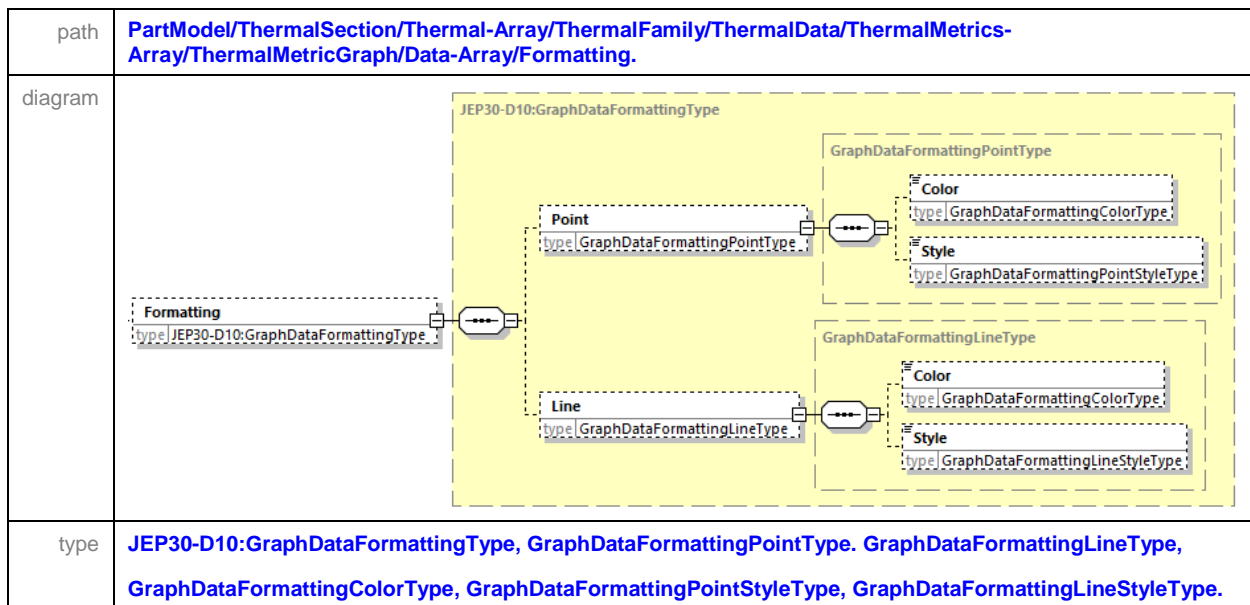 path
PartModel/ThermalSection/Thermal-Array/ThermalFamily/ThermalData/ThermalMetrics-
Array/ThermalMetricGraph/Data-Array/Formatting.
diagram
JEP30-D10:GraphDataFormattingType
GraphDataFormattingPointType
Color
type GraphDataFormattingColorType
Point
type GraphDataFormattingPointType
Style
type GraphDataFormattingPointStyleType
Formatting
type JEP30-D10:GraphDataFormattingType
GraphDataFormattingLineType
Color
type GraphDataFormattingColorType
Line
type GraphDataFormattingLineType
Style
type GraphDataFormattingLineStyleType
type
JEP30-D10:GraphDataFormattingType, GraphDataFormattingPointType. GraphDataFormattingLineType,
GraphDataFormattingColorType, GraphDataFormattingPointStyleType, GraphDataFormattingLineStyleType.